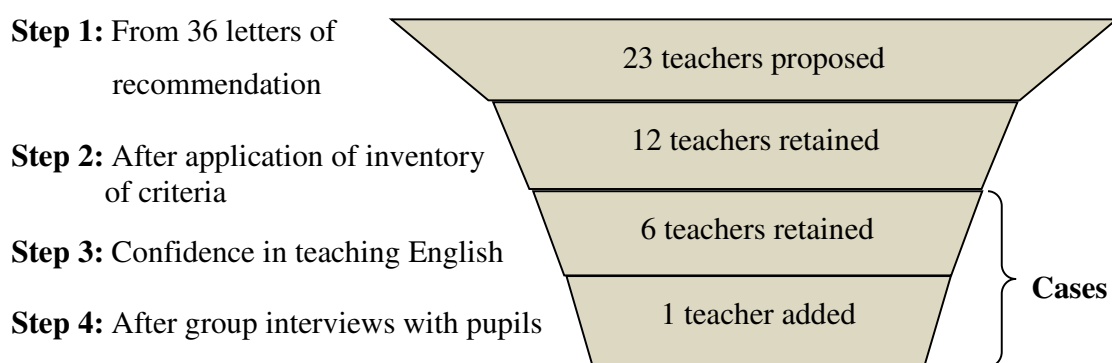 Step 1: From 36 letters of
recommendation
23 teachers proposed
Step 2: After application of inventory
of criteria
12 teachers retained
Step 3: Confidence in teaching English
6 teachers retained
Step 4: After group interviews with pupils
1 teacher added
Cases